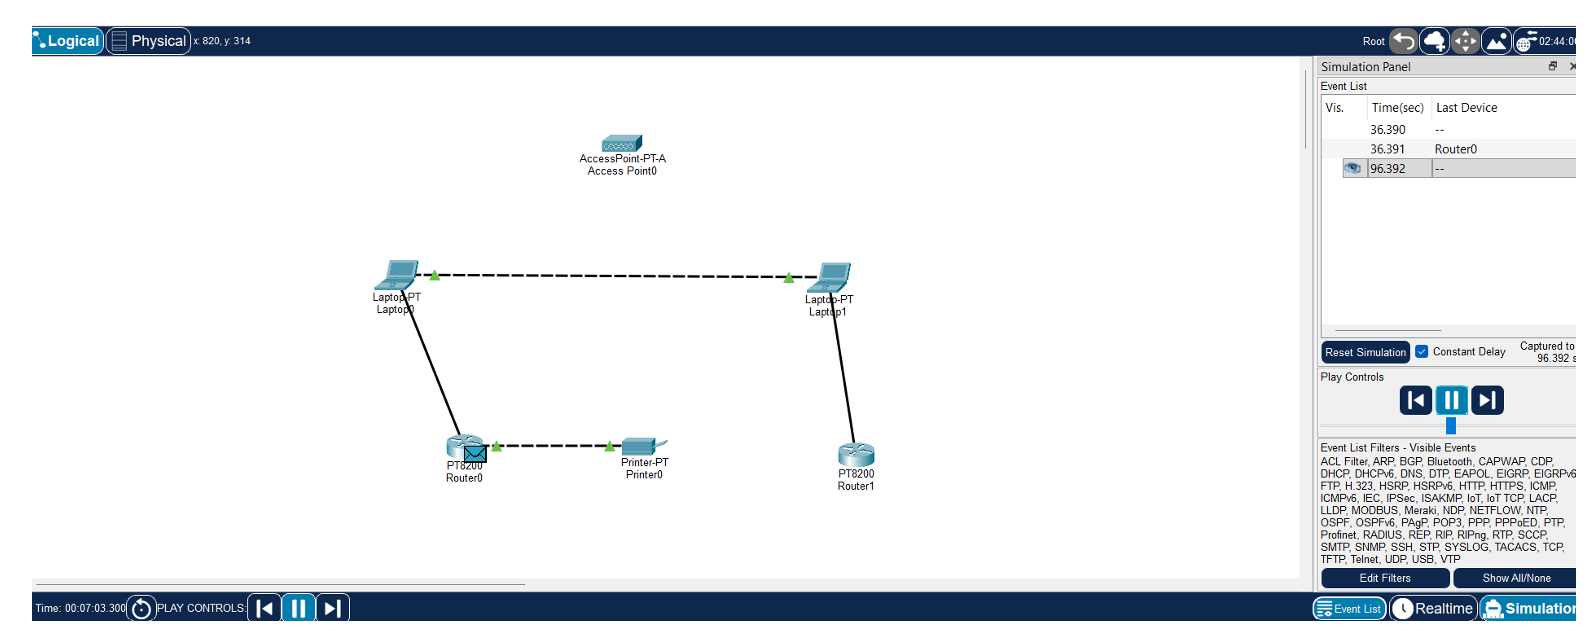 Logical Physical x: 820, y: 314 Root 02:44:0
Simulation Panel
Event List
Vis. Time(sec) Last Device
36.390 --
36.391 Router0
96.392 --
AccessPoint-PT-A
Access Point0
Laptop-PT
Laptop0
Laptop-PT
Laptop1
Reset Simulation Constant Delay Captured to
96.392 s
Play Controls
PT8200
Router0
Printer-PT
Printer0
PT8200
Router1
Event List Filters - Visible Events
ACL Filter, ARP, BGP, Bluetooth, CAPWAP, CDP,
DHCP, DHCPv6, DNS, DTP, EAPOL, EIGRP, EIGRPv6
FTP, H.323, HSRP, HSRPv6, HTTP, HTTPS, ICMP,
ICMPv6, IEC, IPSec, ISAKMP, IoT, IoT TCP, LACP,
LLDP, MODBUS, Meraki, NDP, NETFLOW, NTP,
OSPF, OSPFv6, PAgP, POP3, PPP, PPPoED, PTP,
Profinet, RADIUS, REP, RIP, RIPng, RTP, SCCP,
SMTP, SNMP, SSH, STP, SYSLOG, TACACS, TCP,
TFTP, Telnet, UDP, USB, VTP
Edit Filters Show All/None
Time: 00:07:03.300 PLAY CONTROLS: Event List Realtime Simulation